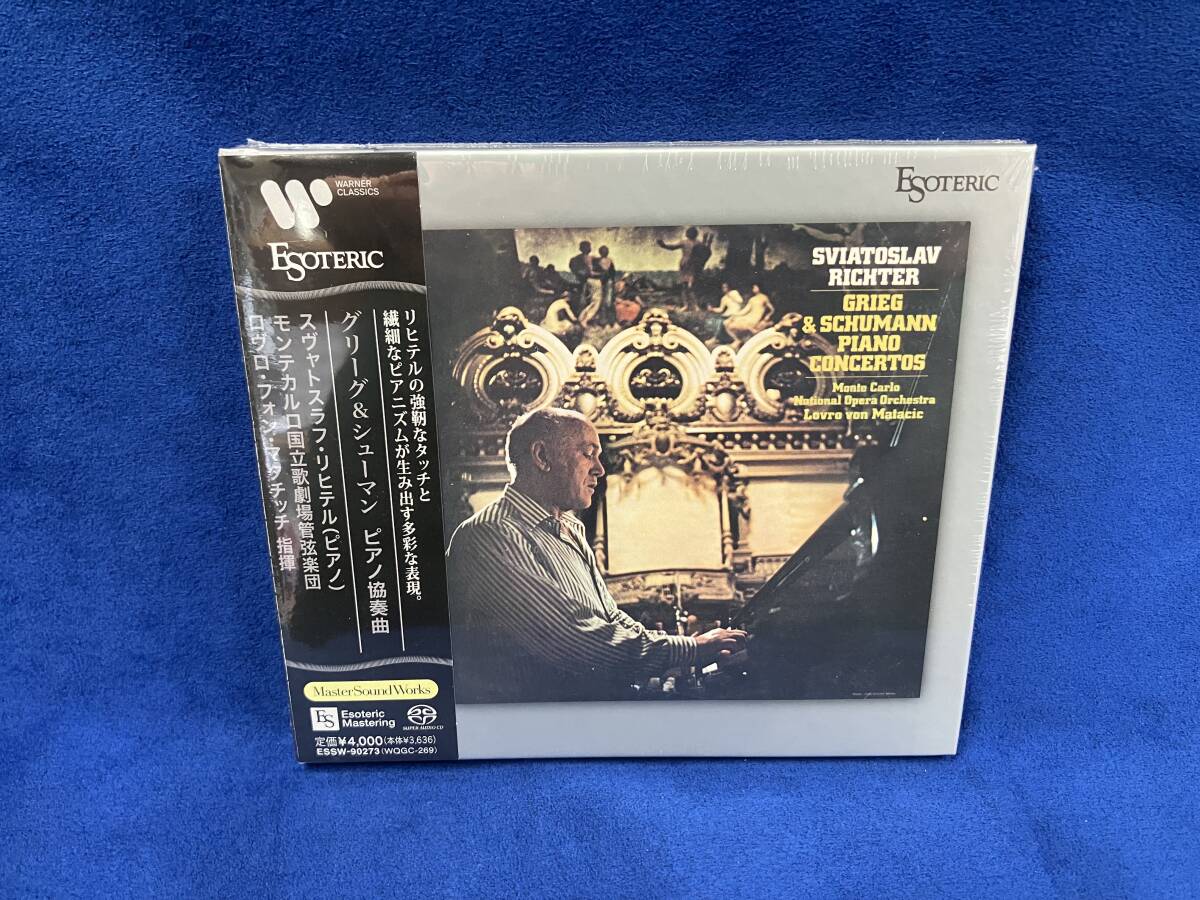 WARNER
CLASSICS
ESOTERIC
リヒテルの強靭なタッチと
繊細なピアニズムが生み出す多彩な表現。
グリーグ&シューマン ピアノ協奏曲
スヴャトスラフ・リヒテル(ピアノ)
モンテカルロ国立歌劇場管弦楽団
ロヴロ・フォン・マタチッチ 指揮
MasterSoundWorks
ES Esoteric
Mastering
SUPER AUDIO CD
定価¥4,000(本体¥3,636)
ESSW-90273(WQGC-269)
ESOTERIC
SVIATOSLAV
RICHTER
GRIEG
& SCHUMANN
PIANO
CONCERTOS
Monte Carlo
National Opera Orchestra
Lovro von Matacic